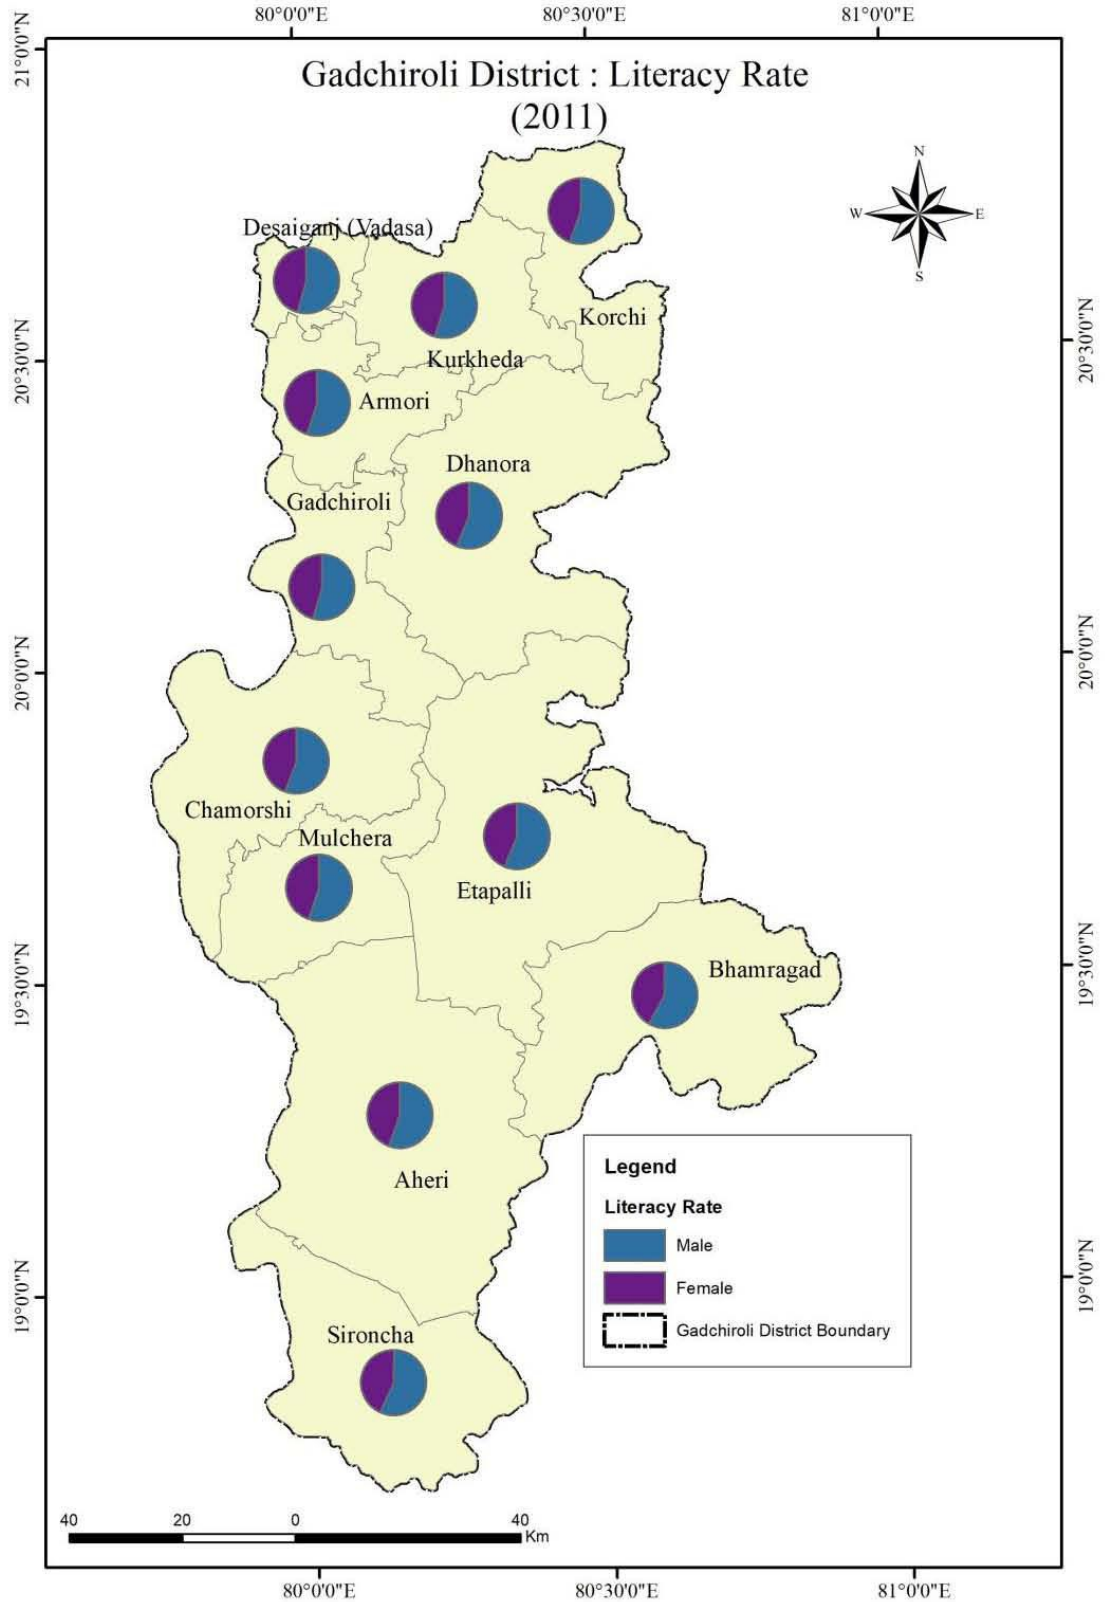 80°0'0"E
80°30'0"E
81°0'0"E
21°0'0"N
Gadchiroli District : Literacy Rate
(2011)
N
W
E
S
Desaiganj (Vadasa)
Korchi
Kurkheda
20°30'0"N
20°30'0"N
Armori
Dhanora
Gadchiroli
20°0'0"N
20°0'0"N
Chamorshi
Mulchera
Etapalli
Bhamragad
19°30'0"N
19°30'0"N
Aheri
Legend
Literacy Rate
Male
Female
Gadchiroli District Boundary
19°0'0"N
19°0'0"N
Sironcha
40
20
0
40
Km
80°0'0"E
80°30'0"E
81°0'0"E